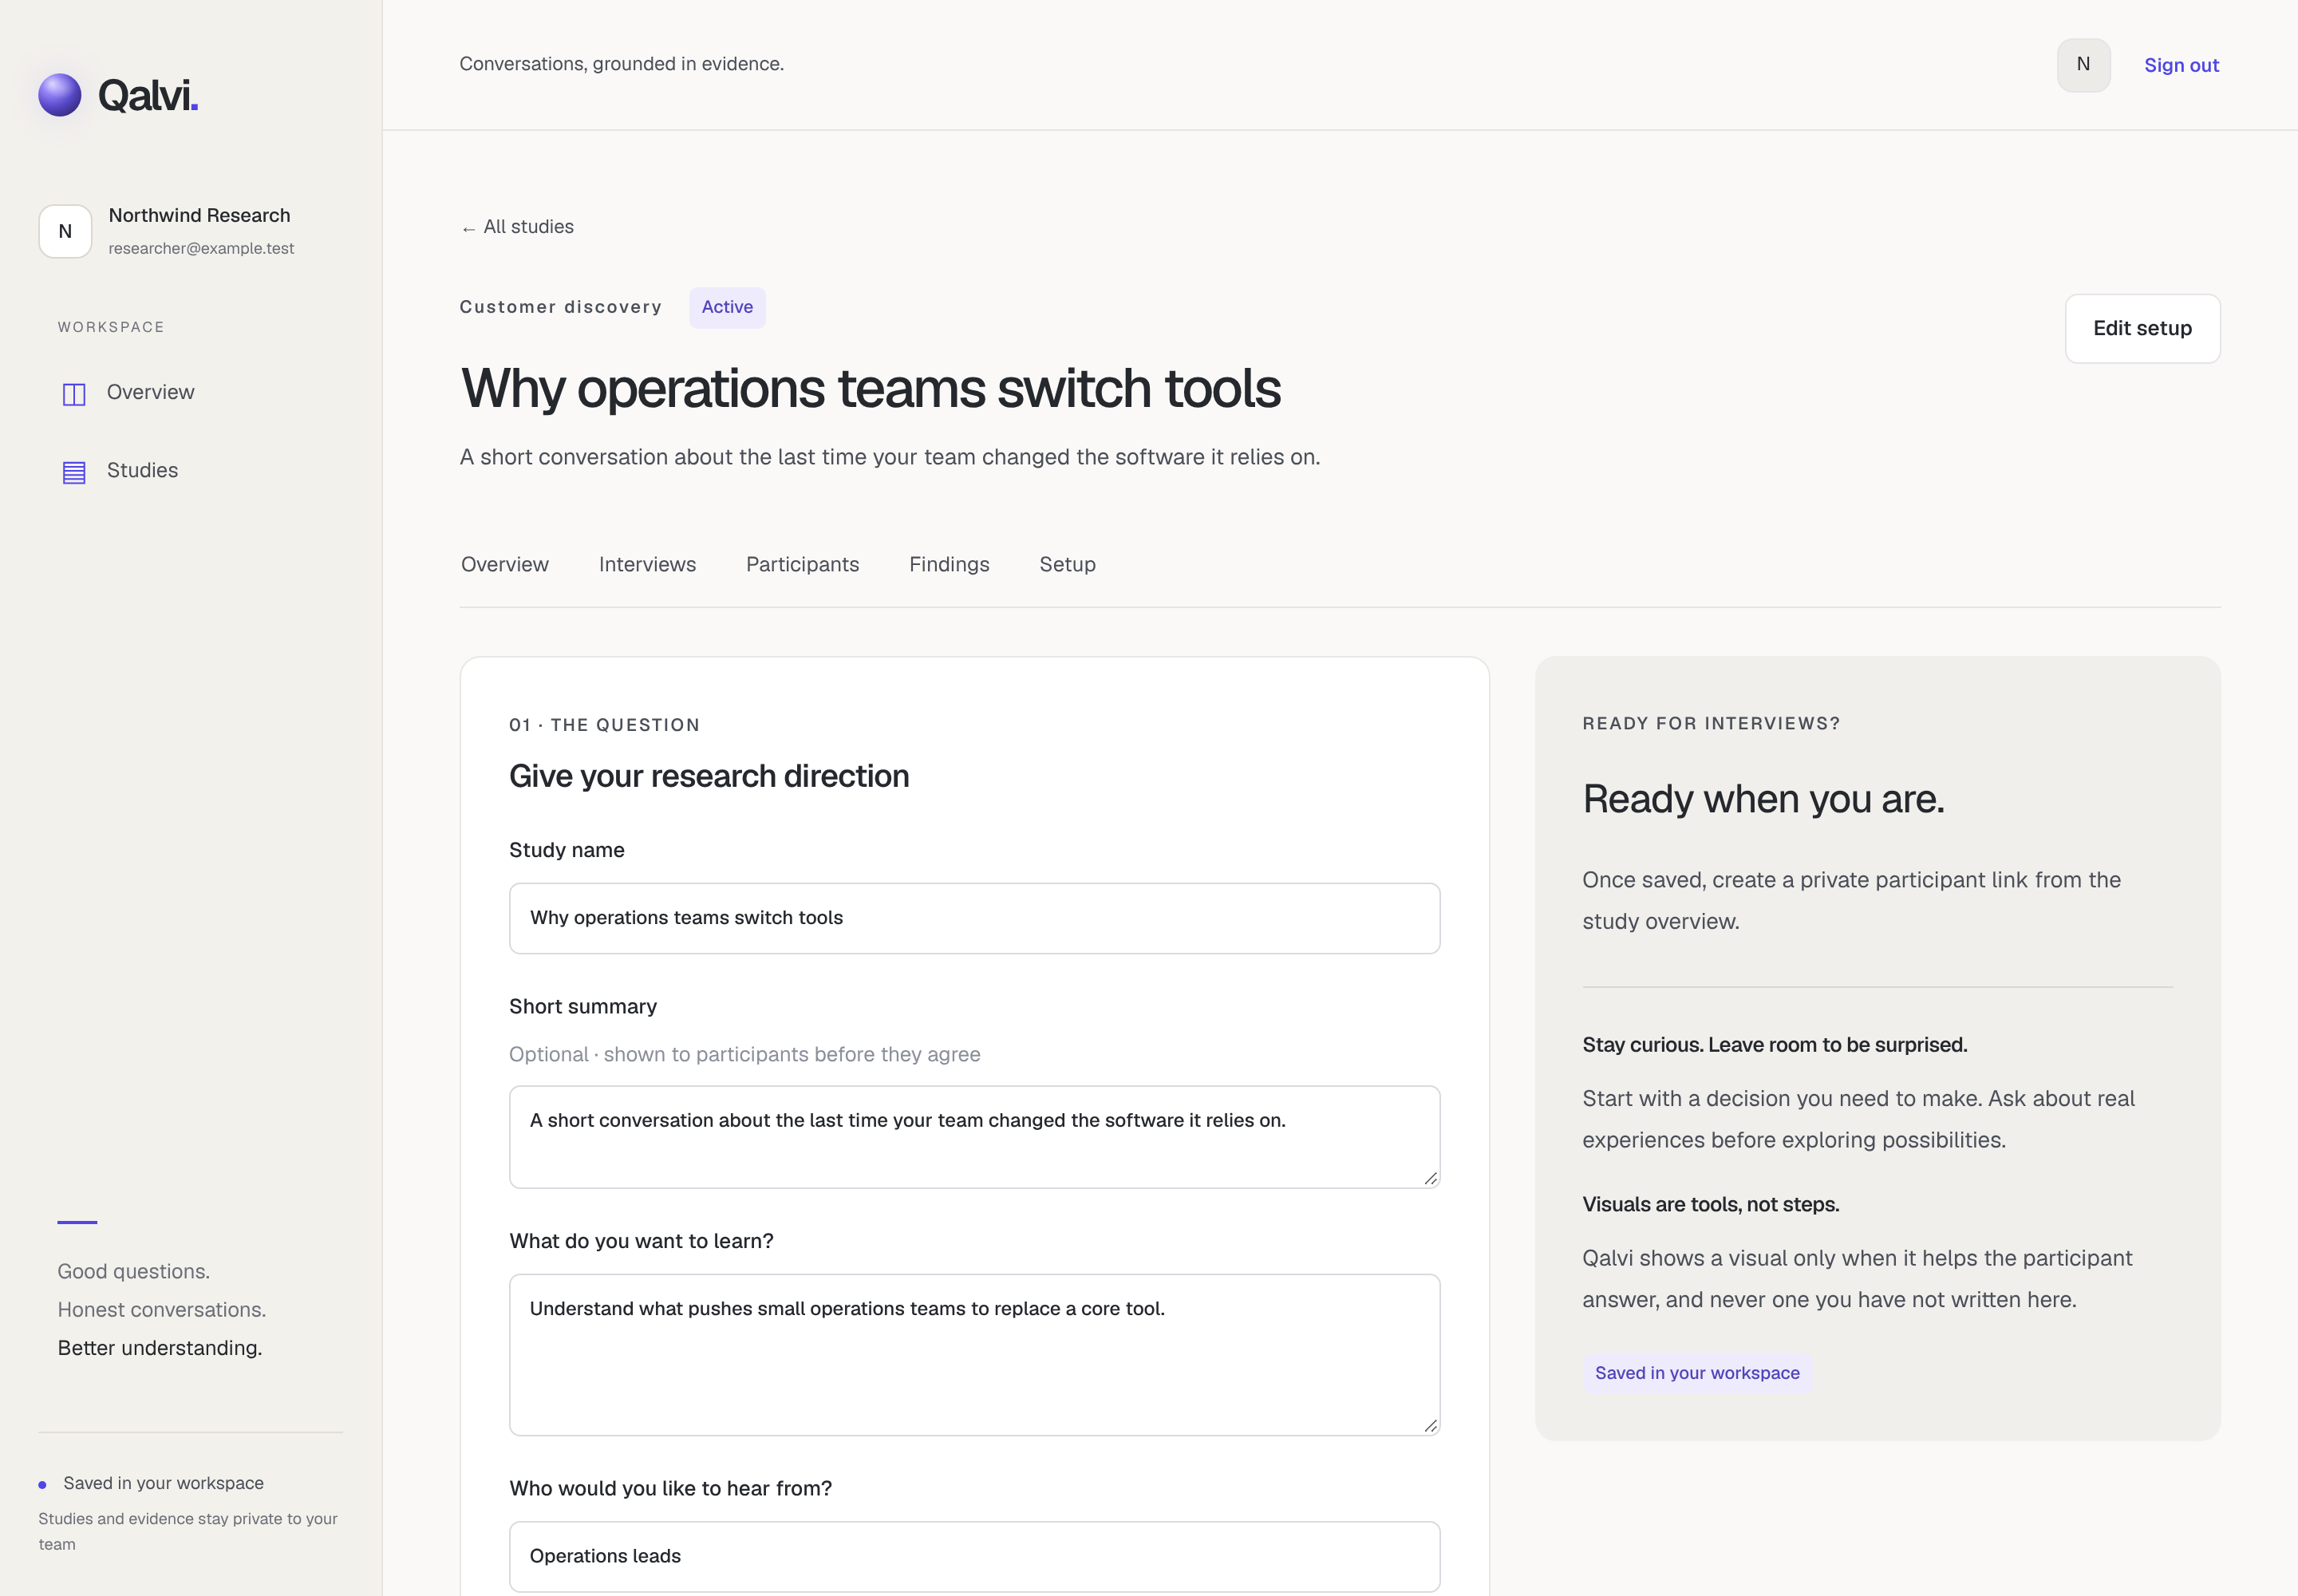 Qalvi.
N
Northwind Research
researcher@example.test
WORKSPACE
Overview
Studies
Good questions.
Honest conversations.
Better understanding.
Saved in your workspace
Studies and evidence stay private to your
team
Conversations, grounded in evidence.
N
Sign out
← All studies
Customer discovery
Active
Edit setup
Why operations teams switch tools
A short conversation about the last time your team changed the software it relies on.
Overview
Interviews
Participants
Findings
Setup
01 · THE QUESTION
Give your research direction
Study name
Why operations teams switch tools
Short summary
Optional · shown to participants before they agree
A short conversation about the last time your team changed the software it relies on.
What do you want to learn?
Understand what pushes small operations teams to replace a core tool.
Who would you like to hear from?
Operations leads
READY FOR INTERVIEWS?
Ready when you are.
Once saved, create a private participant link from the
study overview.
Stay curious. Leave room to be surprised.
Start with a decision you need to make. Ask about real
experiences before exploring possibilities.
Visuals are tools, not steps.
Qalvi shows a visual only when it helps the participant
answer, and never one you have not written here.
Saved in your workspace